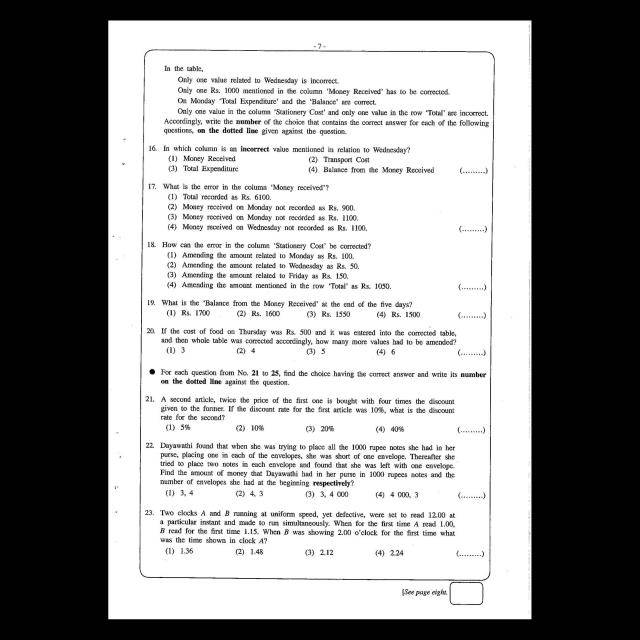 - 7 -
In the table,
Only one value related to Wednesday is incorrect.
Only one Rs. 1000 mentioned in the column 'Money Received' has to be corrected.
On Monday 'Total Expenditure' and the 'Balance' are correct.
Only one value in the column 'Stationery Cost' and only one value in the row 'Total' are incorrect.
Accordingly, write the number of the choice that contains the correct answer for each of the following
questions, on the dotted line given against the question.
16. In which column is an incorrect value mentioned in relation to Wednesday?
(1) Money Received (2) Transport Cost
(3) Total Expenditure (4) Balance from the Money Received (.........)
17. What is the error in the column 'Money received'?
(1) Total recorded as Rs. 6100.
(2) Money received on Monday not recorded as Rs. 900.
(3) Money received on Monday not recorded as Rs. 1100.
(4) Money received on Wednesday not recorded as Rs. 1100. (.........)
18. How can the error in the column 'Stationery Cost' be corrected?
(1) Amending the amount related to Monday as Rs. 100.
(2) Amending the amount related to Wednesday as Rs. 50.
(3) Amending the amount related to Friday as Rs. 150.
(4) Amending the amount mentioned in the row 'Total' as Rs. 1050. (.........)
19. What is the 'Balance from the Money Received' at the end of the five days?
(1) Rs. 1700 (2) Rs. 1600 (3) Rs. 1550 (4) Rs. 1500 (.........)
20. If the cost of food on Thursday was Rs. 500 and it was entered into the corrected table,
and then whole table was corrected accordingly, how many more values had to be amended?
(1) 3 (2) 4 (3) 5 (4) 6 (.........)
● For each question from No. 21 to 25, find the choice having the correct answer and write its number
on the dotted line against the question.
21. A second article, twice the price of the first one is bought with four times the discount
given to the former. If the discount rate for the first article was 10%, what is the discount
rate for the second?
(1) 5% (2) 10% (3) 20% (4) 40% (.........)
22. Dayawathi found that when she was trying to place all the 1000 rupee notes she had in her
purse, placing one in each of the envelopes, she was short of one envelope. Thereafter she
tried to place two notes in each envelope and found that she was left with one envelope.
Find the amount of money that Dayawathi had in her purse in 1000 rupees notes and the
number of envelopes she had at the beginning respectively?
(1) 3, 4 (2) 4, 3 (3) 3, 4 000 (4) 4 000, 3 (.........)
23. Two clocks A and B running at uniform speed, yet defective, were set to read 12.00 at
a particular instant and made to run simultaneously. When for the first time A read 1.00,
B read for the first time 1.15. When B was showing 2.00 o'clock for the first time what
was the time shown in clock A?
(1) 1.36 (2) 1.48 (3) 2.12 (4) 2.24 (.........)
[See page eight.